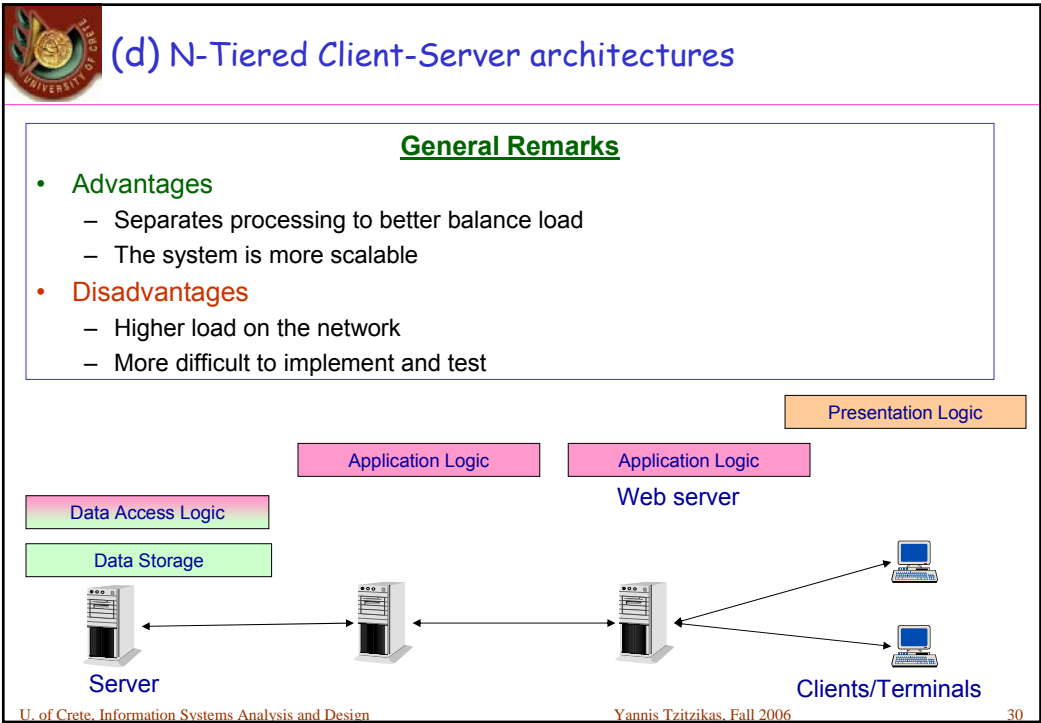 UNIVERSITY OF CRETE
(d) N-Tiered Client-Server architectures
General Remarks
• Advantages
– Separates processing to better balance load
– The system is more scalable
• Disadvantages
– Higher load on the network
– More difficult to implement and test
Presentation Logic
Application Logic
Application Logic
Web server
Data Access Logic
Data Storage
Server
Clients/Terminals
U. of Crete, Information Systems Analysis and Design
Yannis Tzitzikas, Fall 2006
30